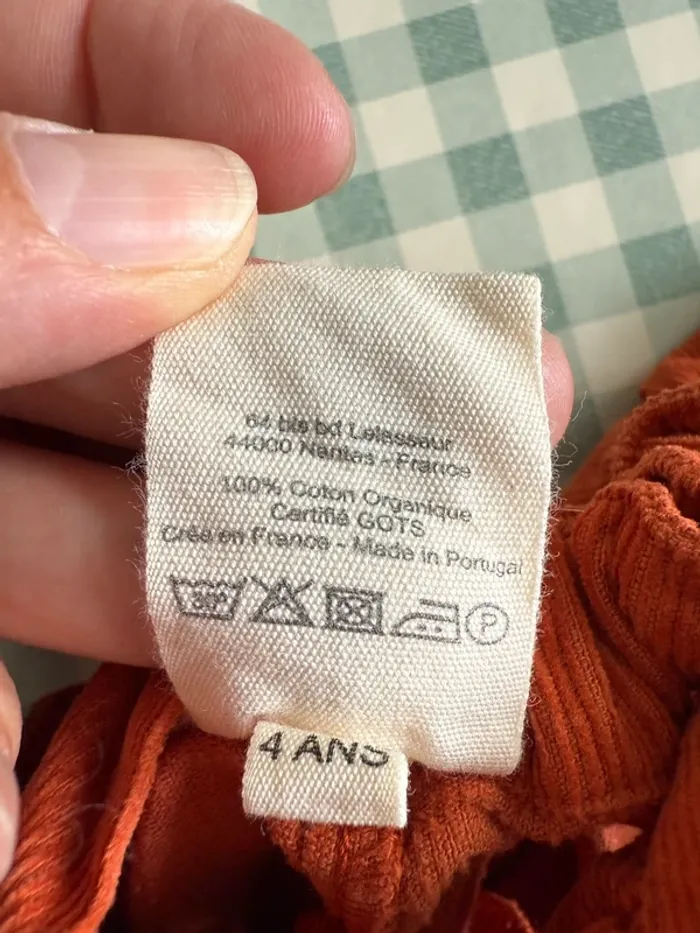 64 bis bd Lelasseur
44000 Nantes - France
100% Coton Organique
Certifié GOTS
Créé en France - Made in Portugal
30° P
4 ANS